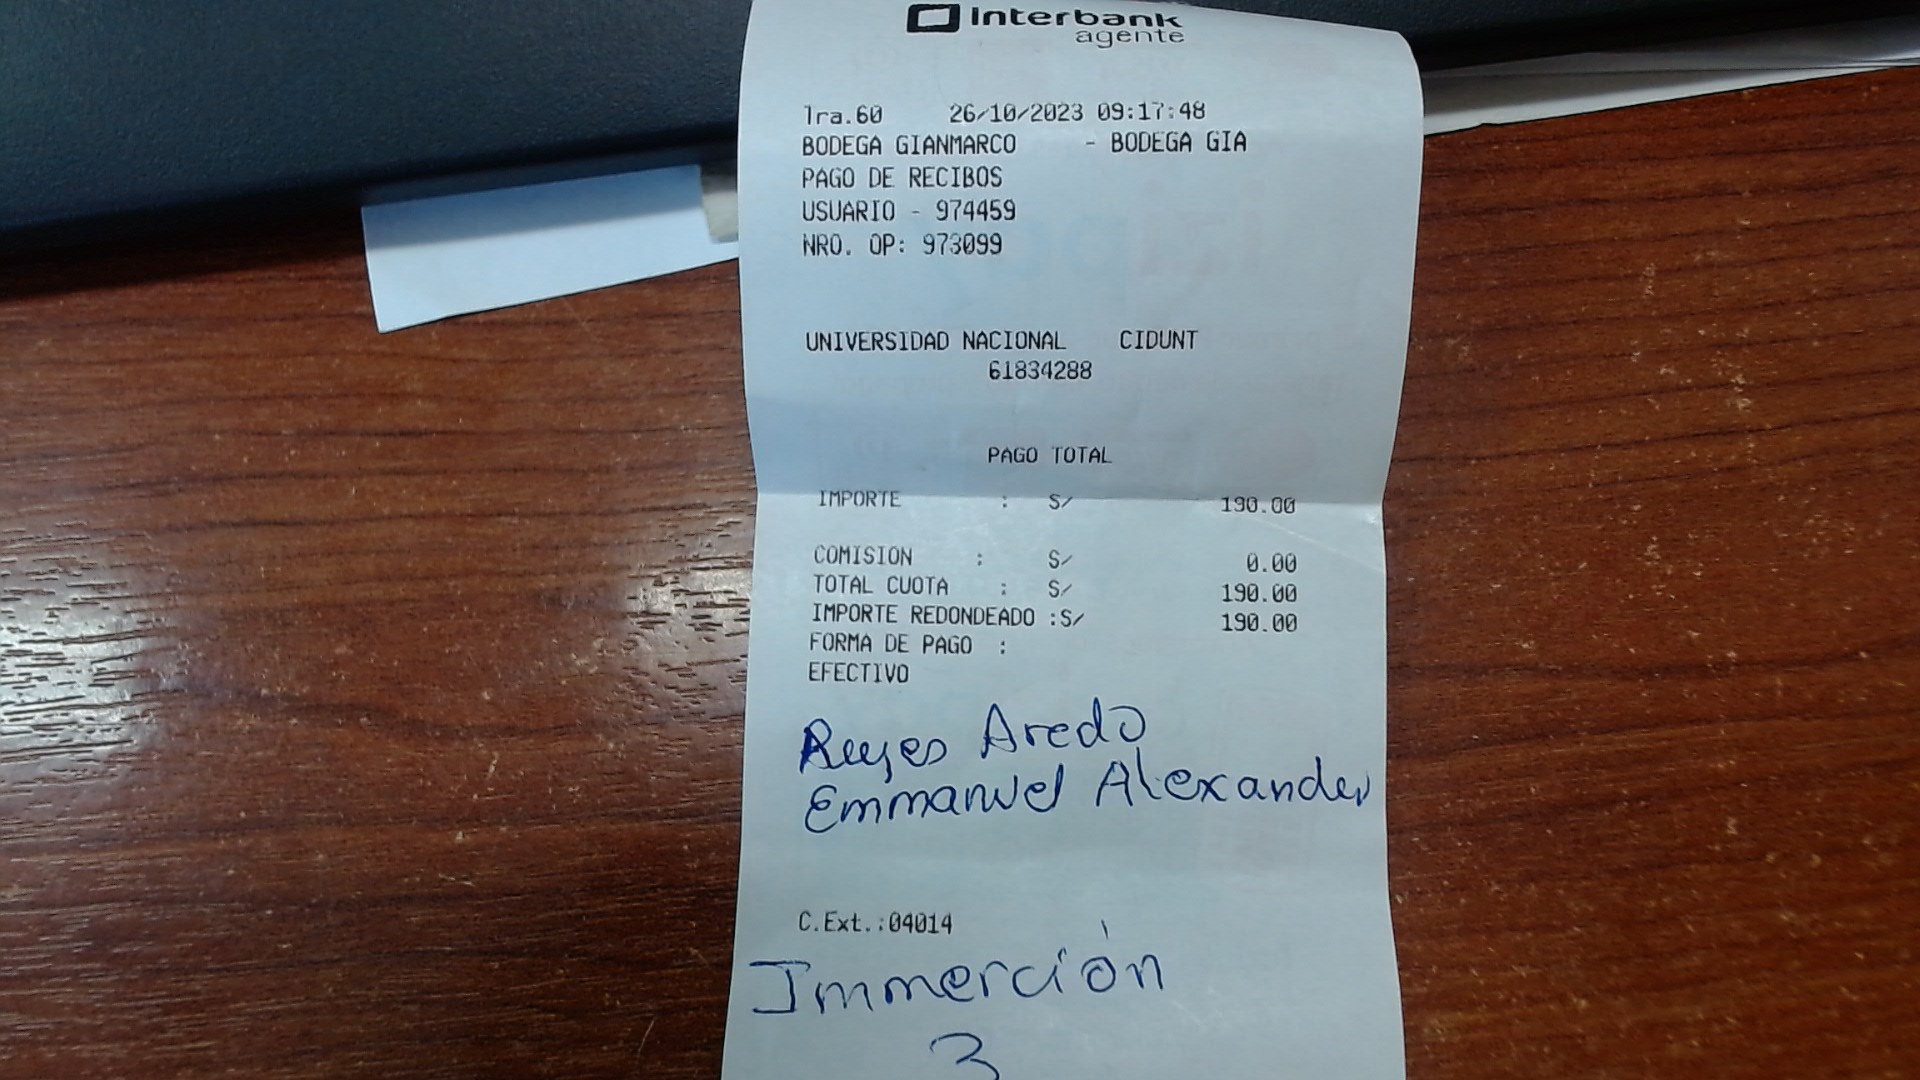 interbank
agente
Tra.60 26/10/2023 09:17:48
BODEGA GIANMARCO - BODEGA GIA
PAGO DE RECIBOS
USUARIO - 974459
NRO. OP: 973099
UNIVERSIDAD NACIONAL CIDUNT
61834288
PAGO TOTAL
IMPORTE : S/ 190.00
COMISION : S/ 0.00
TOTAL CUOTA : S/ 190.00
IMPORTE REDONDEADO :S/ 190.00
FORMA DE PAGO :
EFECTIVO
Reyes Aredo
Emmanuel Alexander
C.Ext.:04014
Immerción
3